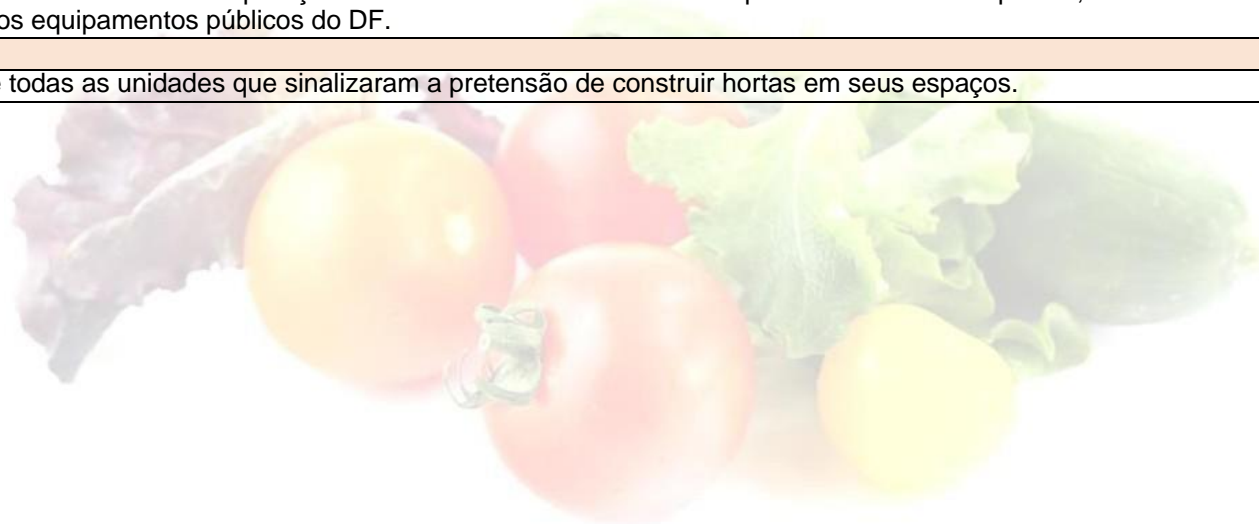 os equipamentos públicos do DF.
todas as unidades que sinalizaram a pretensão de construir hortas em seus espaços.